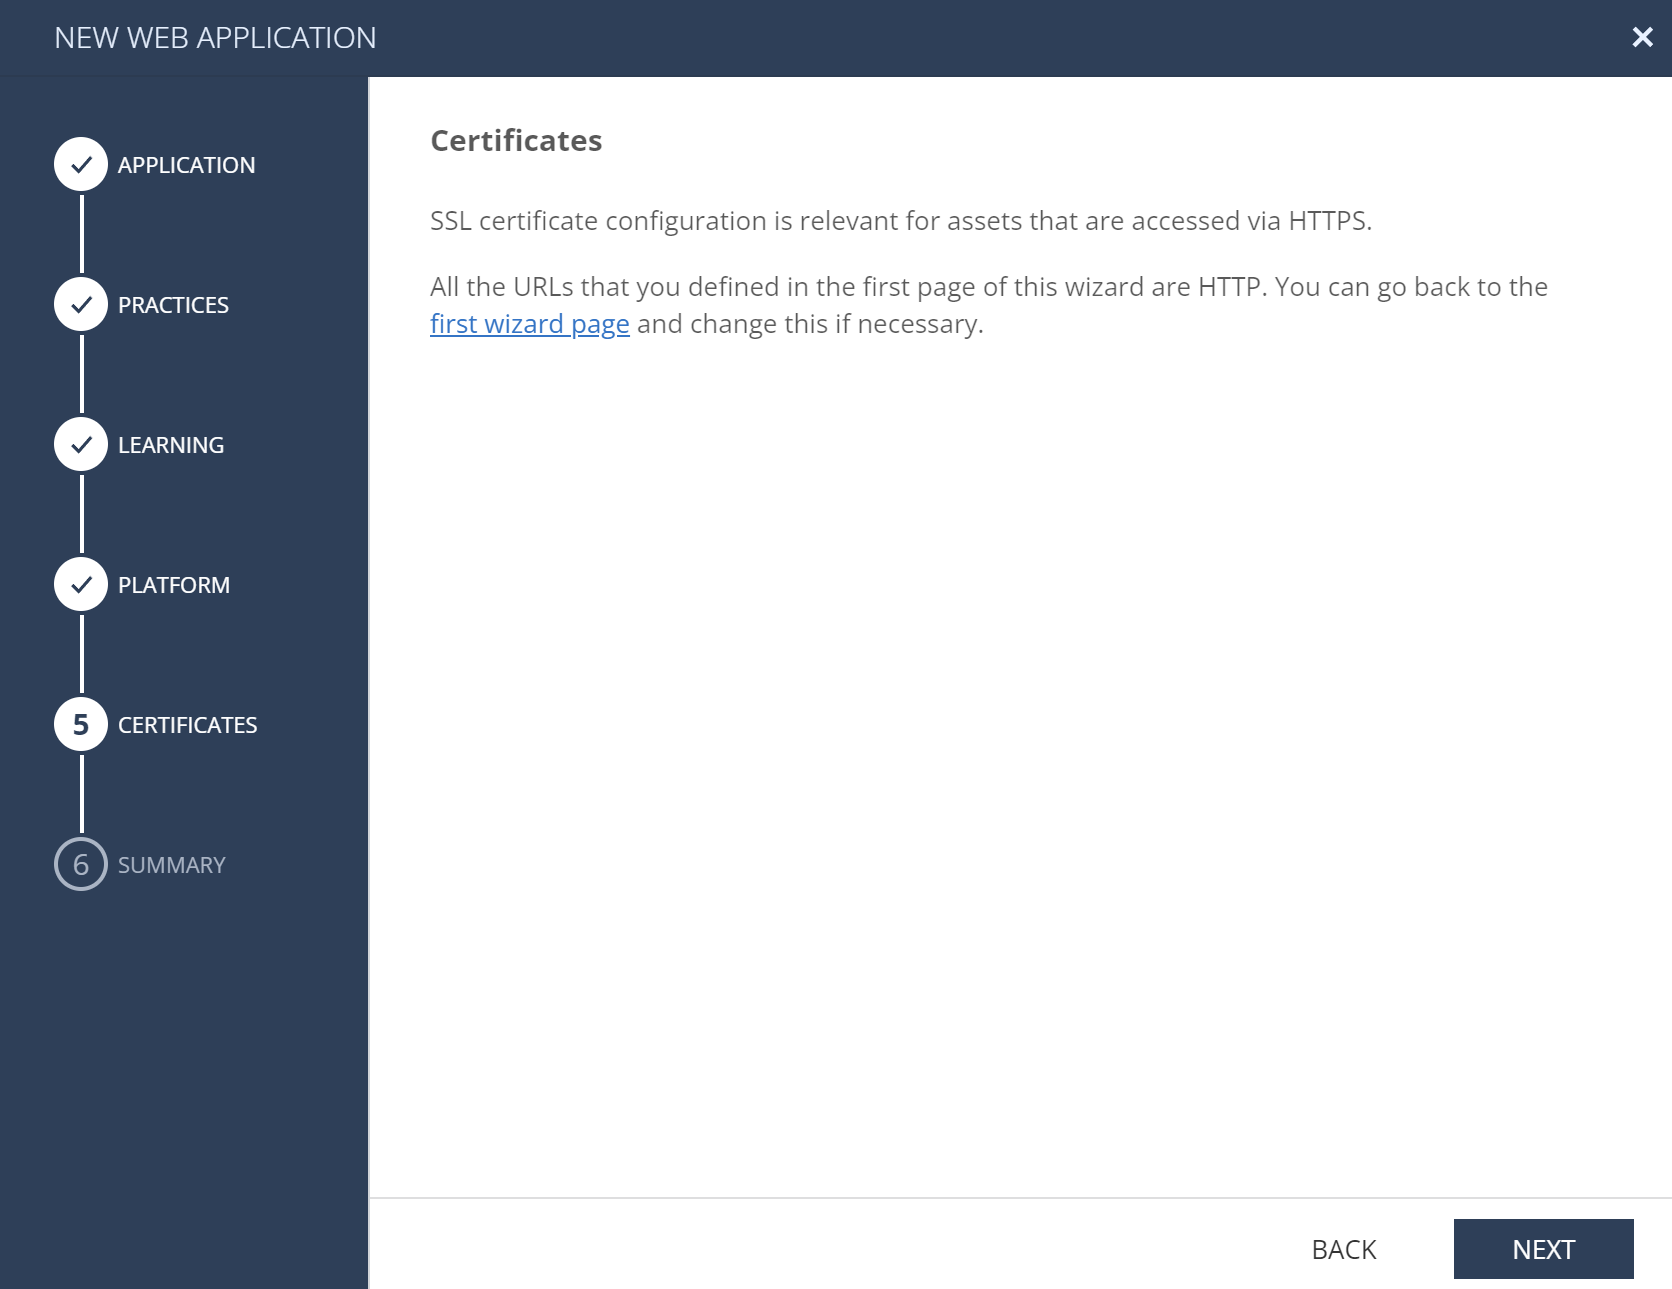 NEW WEB APPLICATION
APPLICATION
PRACTICES
LEARNING
PLATFORM
5 CERTIFICATES
6 SUMMARY
Certificates
SSL certificate configuration is relevant for assets that are accessed via HTTPS.
All the URLs that you defined in the first page of this wizard are HTTP. You can go back to the
first wizard page and change this if necessary.
BACK
NEXT